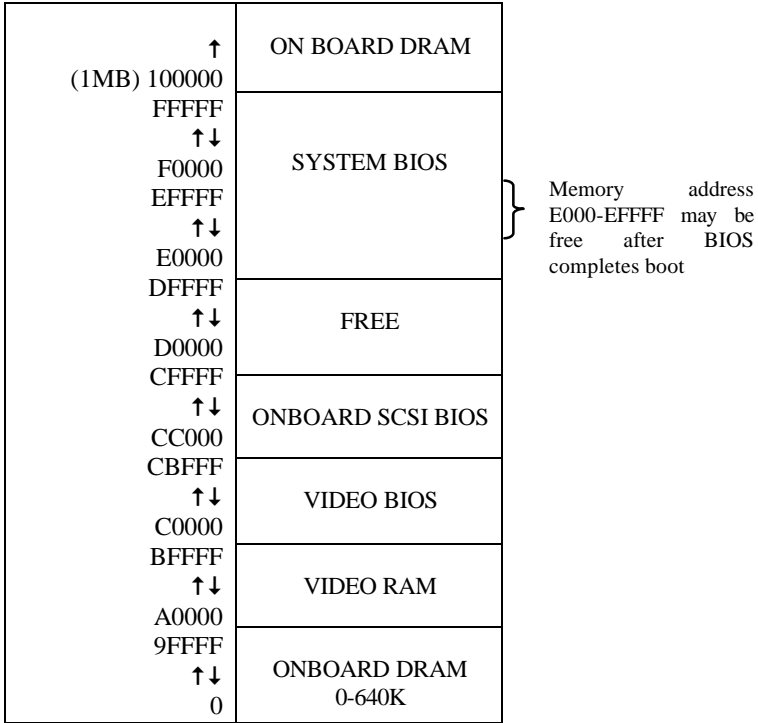 ↑ ON BOARD DRAM
(1MB) 100000
FFFFF
↑↓
F0000 SYSTEM BIOS
EFFFF
↑↓
E0000
Memory address
E000-EFFFF may be
free after BIOS
completes boot
DFFFF
↑↓ FREE
D0000
CFFFF
↑↓ ONBOARD SCSI BIOS
CC000
CBFFF
↑↓ VIDEO BIOS
C0000
BFFFF
↑↓ VIDEO RAM
A0000
9FFFF
↑↓ ONBOARD DRAM
0 0-640K